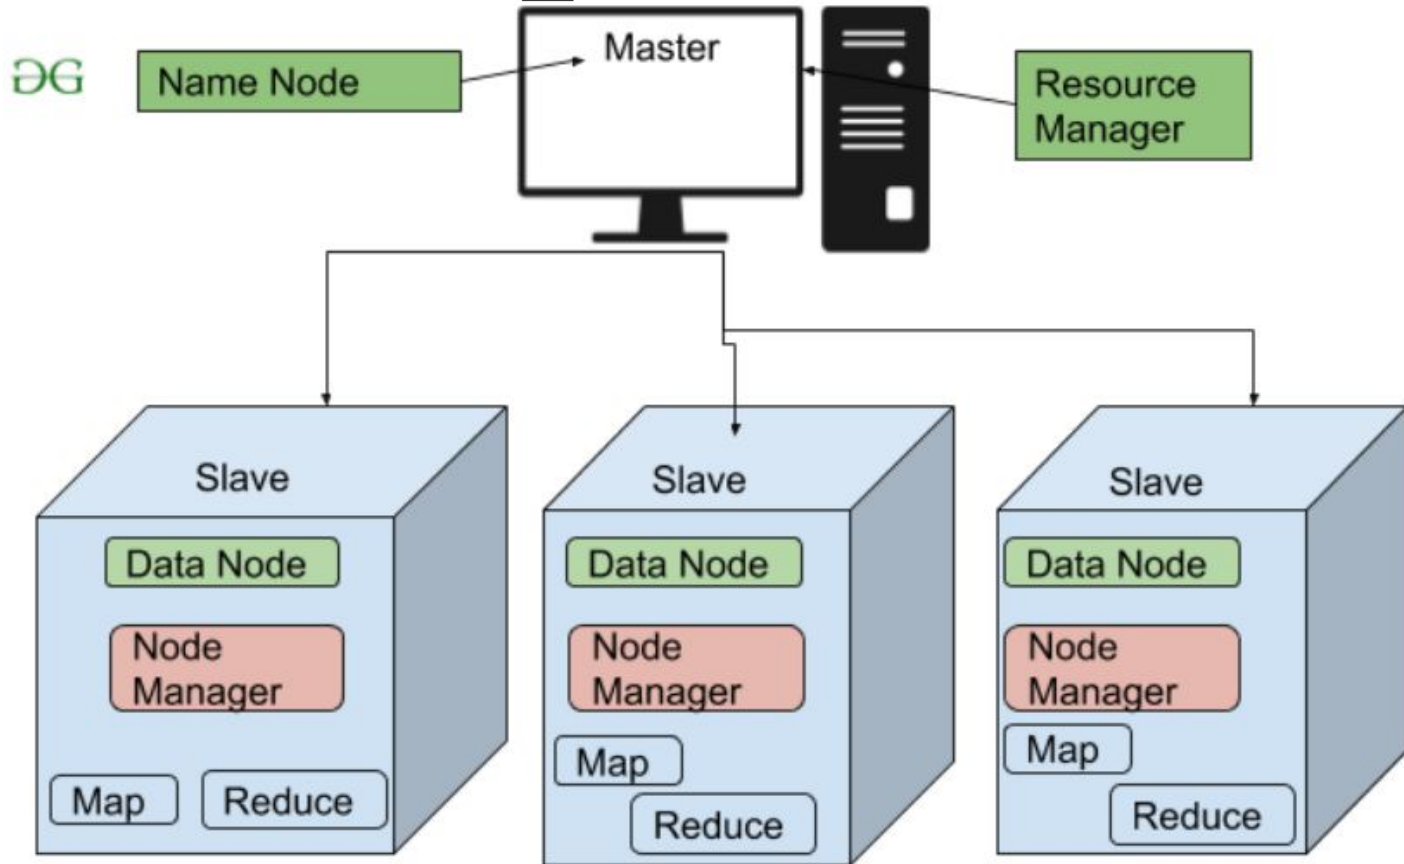 Name Node
Master
Resource
Manager
Slave
Data Node
Node
Manager
Map
Reduce
Slave
Data Node
Node
Manager
Map
Reduce
Slave
Data Node
Node
Manager
Map
Reduce